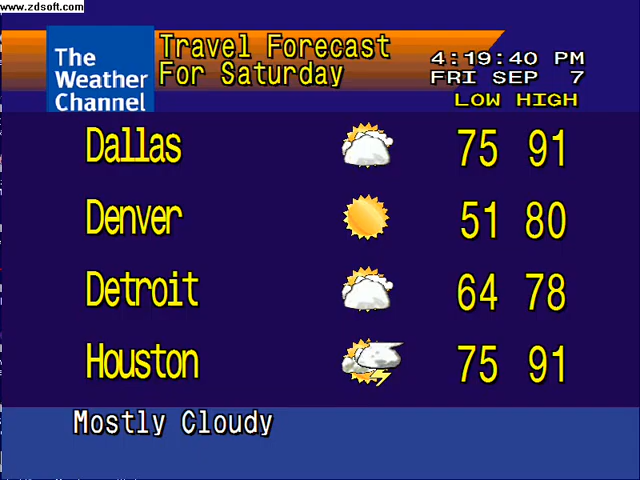 www.zdsoft.com
The
Weather
Channel
Travel Forecast
For Saturday
4:19:40 PM
FRI SEP 7
LOW HIGH
Dallas 75 91
Denver 51 80
Detroit 64 78
Houston 75 91
Mostly Cloudy